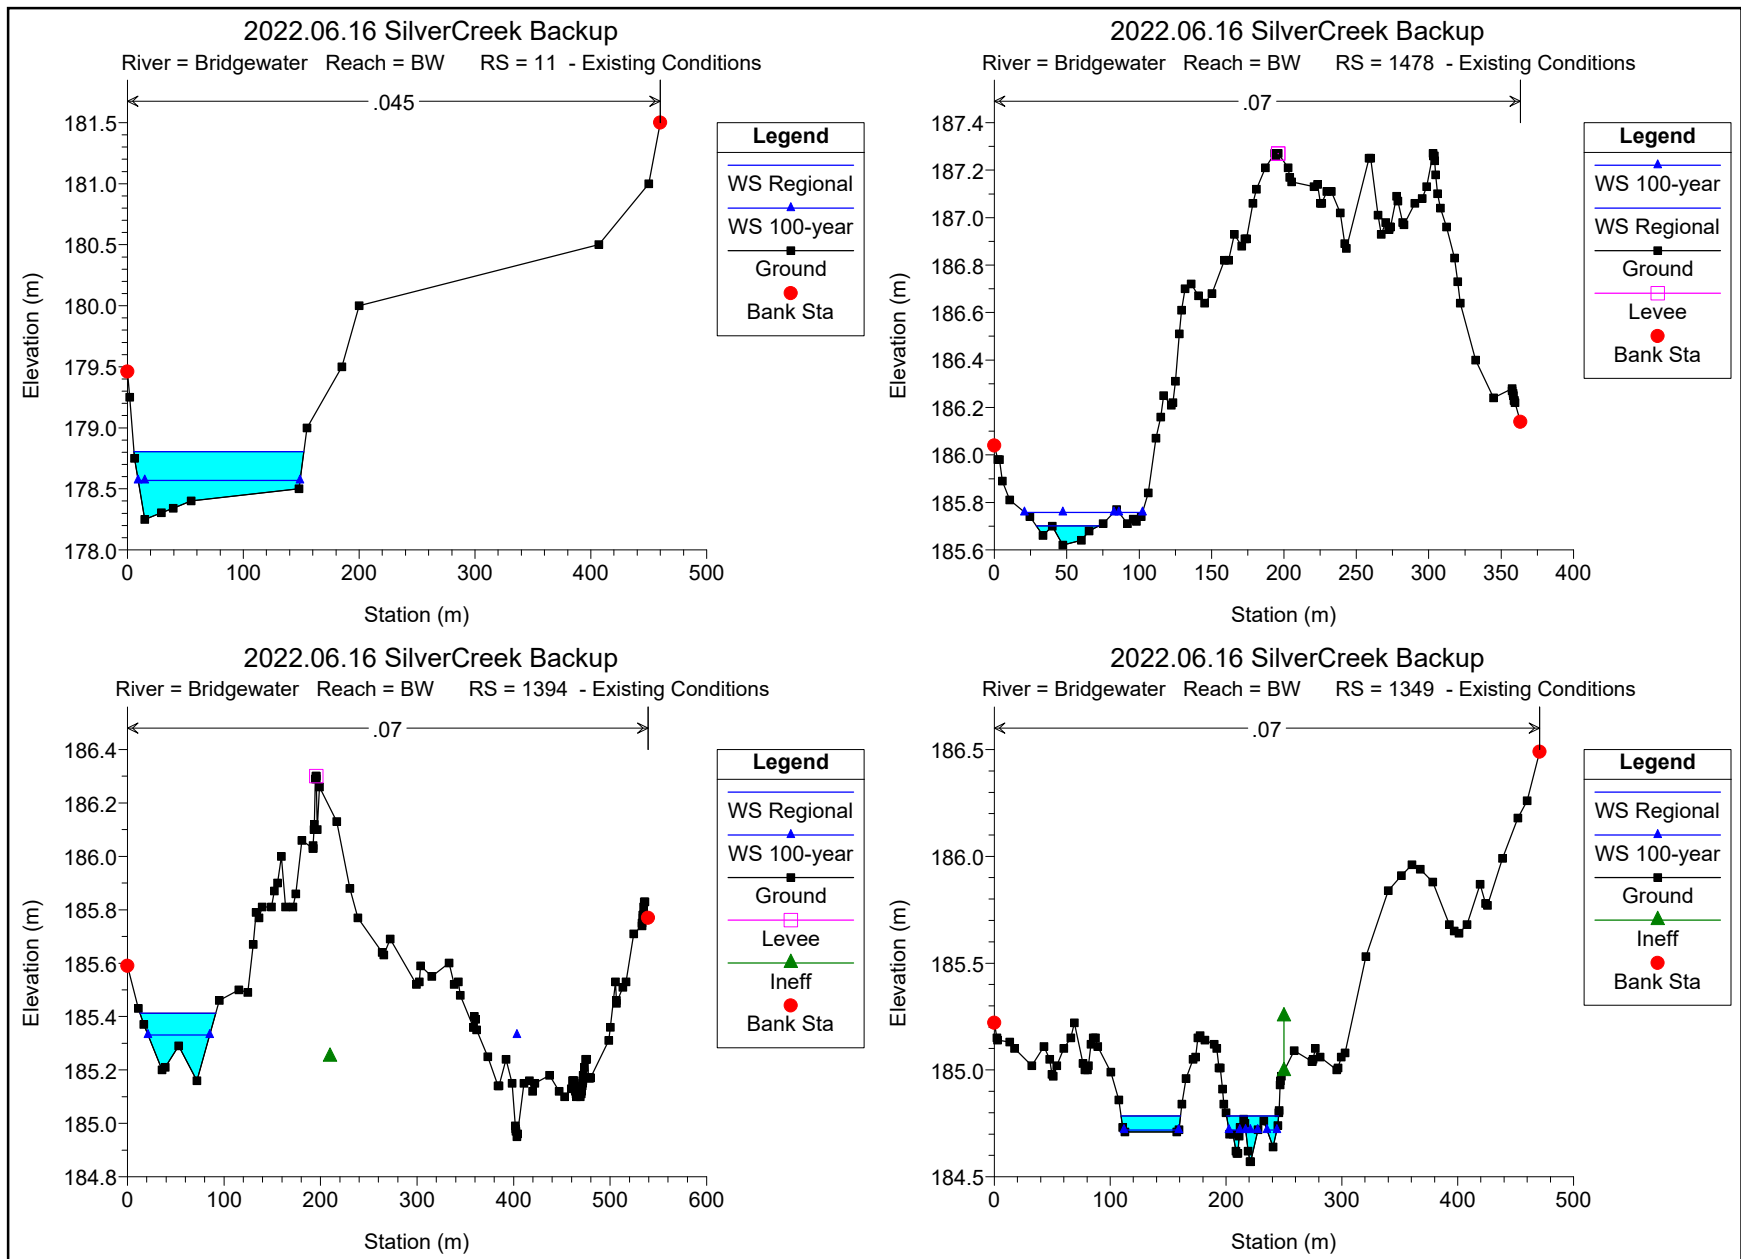 2022.06.16 SilverCreek Backup
River = Bridgewater Reach = BW RS = 11 - Existing Conditions
.045
181.5
181.0
180.5
180.0
179.5
179.0
178.5
178.0
Elevation (m)
0 100 200 300 400 500
Station (m)
Legend
WS Regional
WS 100-year
Ground
Bank Sta
2022.06.16 SilverCreek Backup
River = Bridgewater Reach = BW RS = 1478 - Existing Conditions
.07
187.4
187.2
187.0
186.8
186.6
186.4
186.2
186.0
185.8
185.6
Elevation (m)
0 50 100 150 200 250 300 350 400
Station (m)
Legend
WS 100-year
WS Regional
Ground
Levee
Bank Sta
2022.06.16 SilverCreek Backup
River = Bridgewater Reach = BW RS = 1394 - Existing Conditions
.07
186.4
186.2
186.0
185.8
185.6
185.4
185.2
185.0
184.8
Elevation (m)
0 100 200 300 400 500 600
Station (m)
Legend
WS Regional
WS 100-year
Ground
Levee
Ineff
Bank Sta
2022.06.16 SilverCreek Backup
River = Bridgewater Reach = BW RS = 1349 - Existing Conditions
.07
186.5
186.0
185.5
185.0
184.5
Elevation (m)
0 100 200 300 400 500
Station (m)
Legend
WS Regional
WS 100-year
Ground
Ineff
Bank Sta